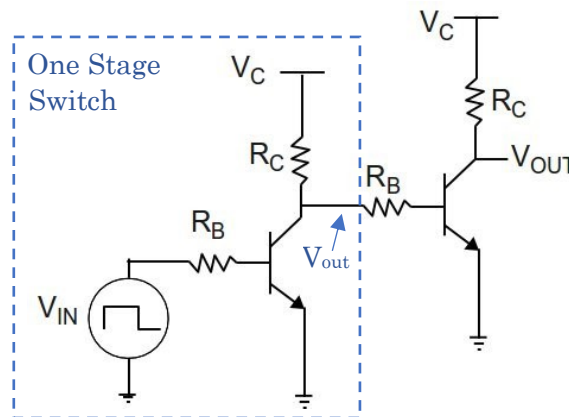 One Stage
Switch
V_C
V_C
R_C
R_C
R_B
V_OUT
R_B
V_out
V_IN